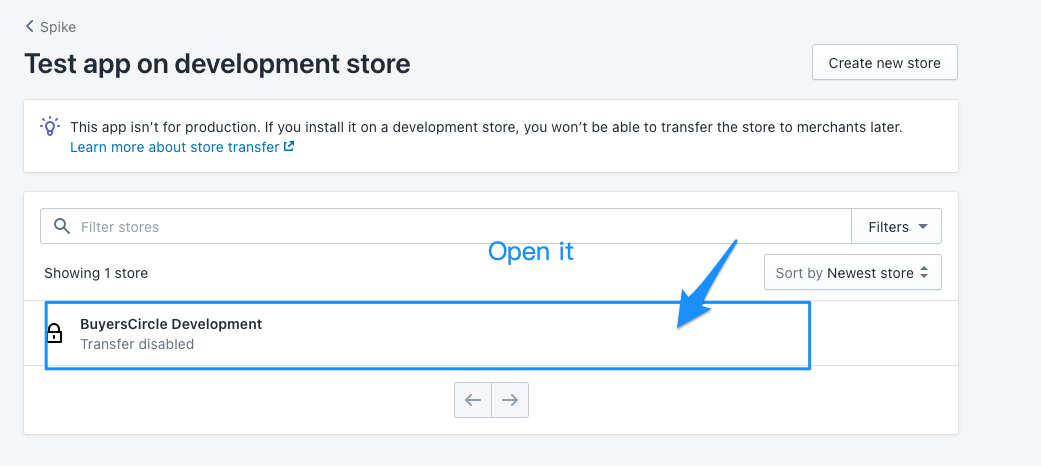 Spike
Test app on development store
Create new store
This app isn’t for production. If you install it on a development store, you won’t be able to transfer the store to merchants later.
Learn more about store transfer
Filter stores
Filters
Open it
Showing 1 store
Sort by Newest store
BuyersCircle Development
Transfer disabled